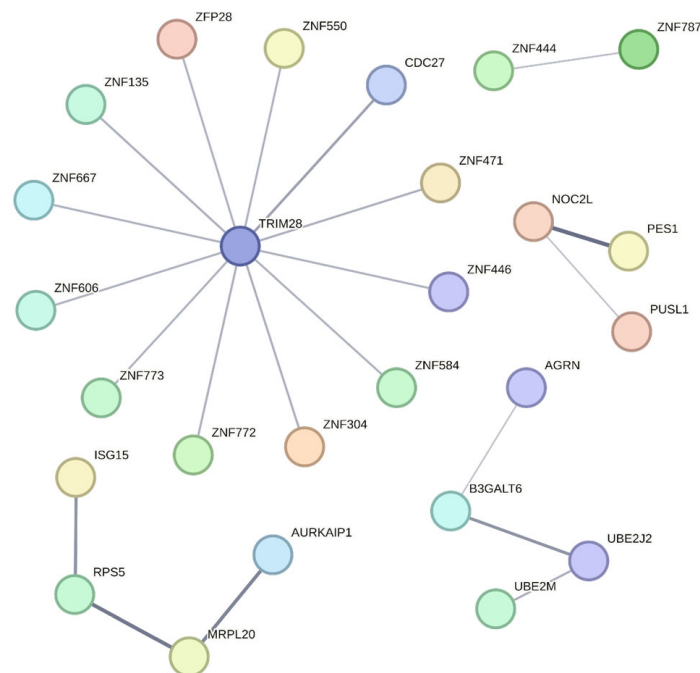 ZFP28
ZNF550
ZNF787
ZNF444
CDC27
ZNF135
ZNF471
ZNF667
NOC2L
PES1
TRIM28
ZNF446
ZNF606
PUSL1
ZNF584
AGRN
ZNF773
ZNF304
ZNF772
ISG15
B3GALT6
AURKAIP1
UBE2J2
RPS5
UBE2M
MRPL20